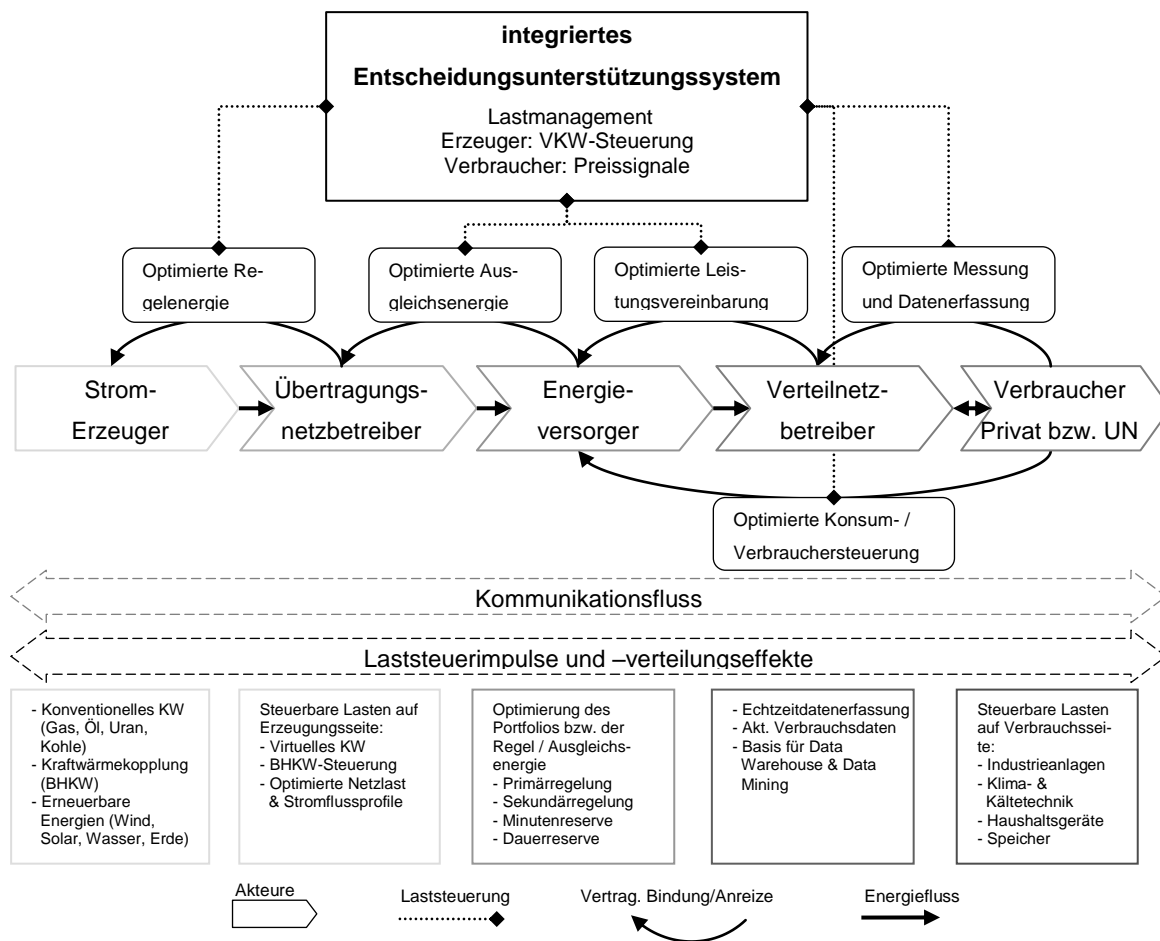 integriertes
Entscheidungsunterstützungssystem
Lastmanagement
Erzeuger: VKW-Steuerung
Verbraucher: Preissignale
Optimierte Re-
gelenergie
Optimierte Aus-
gleichsenergie
Optimierte Leis-
tungsvereinbarung
Optimierte Messung
und Datenerfassung
Strom-
Erzeuger
Übertragungs-
netzbetreiber
Energie-
versorger
Verteilnetz-
betreiber
Verbraucher
Privat bzw. UN
Optimierte Konsum- /
Verbrauchersteuerung
Kommunikationsfluss
Laststeuerimpulse und –verteilungseffekte
- Konventionelles KW
(Gas, Öl, Uran,
Kohle)
- Kraftwärmekopplung
(BHKW)
- Erneuerbare
Energien (Wind,
Solar, Wasser, Erde)
Steuerbare Lasten auf
Erzeugungsseite:
- Virtuelles KW
- BHKW-Steuerung
- Optimierte Netzlast
& Stromflussprofile
Optimierung des
Portfolios bzw. der
Regel / Ausgleichs-
energie
- Primärregelung
- Sekundärregelung
- Minutenreserve
- Dauerreserve
- Echtzeitdatenerfassung
- Akt. Verbrauchsdaten
- Basis für Data
Warehouse & Data
Mining
Steuerbare Lasten
auf Verbrauchssei-
te:
- Industrieanlagen
- Klima- &
Kältetechnik
- Haushaltsgeräte
- Speicher
Akteure
Laststeuerung
Vertrag. Bindung/Anreize
Energiefluss